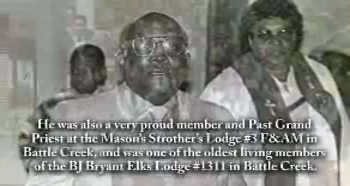 He was also a very proud member and Past Grand
Priest at the Mason's Strother's Lodge #3 F&AM in
Battle Creek, and was one of the oldest living members
of the BJ Bryant Elks Lodge #1311 in Battle Creek.